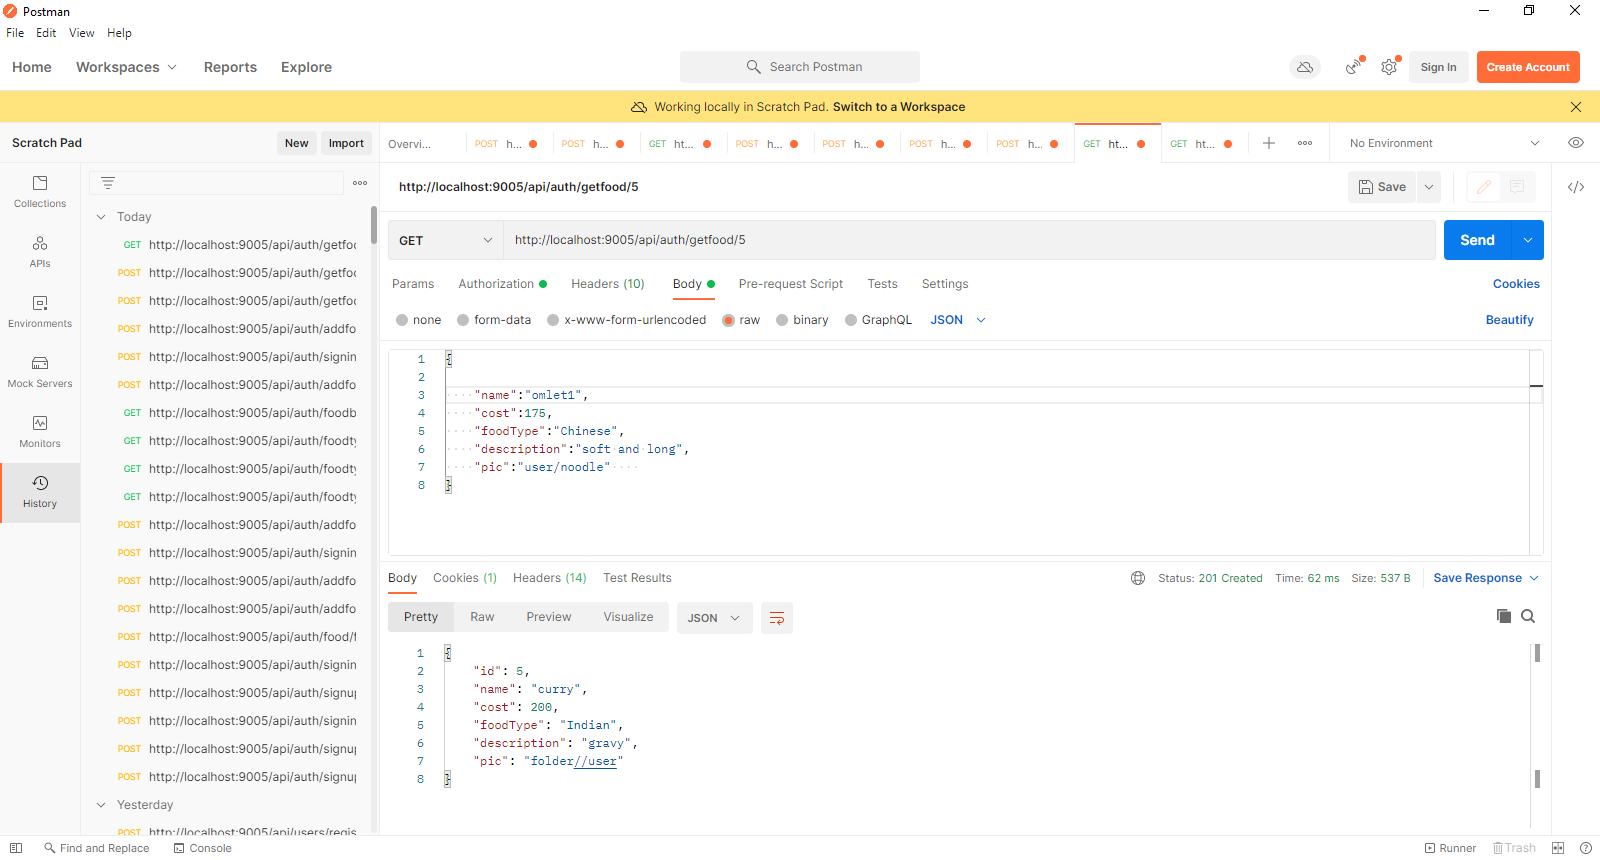 Postman
File Edit View Help
Home Workspaces Reports Explore Search Postman Sign In Create Account
Working locally in Scratch Pad. Switch to a Workspace
Scratch Pad New Import Overvi... POST h... POST h... GET ht... POST h... POST h... POST h... POST h... GET ht... GET ht... No Environment
http://localhost:9005/api/auth/getfood/5 Save
Collections
APIs
Environments
Mock Servers
Monitors
History
Today
GET http://localhost:9005/api/auth/getfoo
POST http://localhost:9005/api/auth/getfoo
POST http://localhost:9005/api/auth/getfoo
POST http://localhost:9005/api/auth/addfo
POST http://localhost:9005/api/auth/signin
POST http://localhost:9005/api/auth/addfo
GET http://localhost:9005/api/auth/foodb
GET http://localhost:9005/api/auth/foodty
GET http://localhost:9005/api/auth/foodty
GET http://localhost:9005/api/auth/foodty
POST http://localhost:9005/api/auth/addfo
POST http://localhost:9005/api/auth/signin
POST http://localhost:9005/api/auth/addfo
POST http://localhost:9005/api/auth/addfo
POST http://localhost:9005/api/auth/food/f
POST http://localhost:9005/api/auth/signin
POST http://localhost:9005/api/auth/signup
POST http://localhost:9005/api/auth/signin
POST http://localhost:9005/api/auth/signup
POST http://localhost:9005/api/auth/signup
Yesterday
POST http://localhost:9005/api/users/regis
GET http://localhost:9005/api/auth/getfood/5 Send
Params Authorization Headers (10) Body Pre-request Script Tests Settings Cookies
none form-data x-www-form-urlencoded raw binary GraphQL JSON Beautify
1 {
2
3 "name":"omlet1",
4 "cost":175,
5 "foodType":"Chinese",
6 "description":"soft and long",
7 "pic":"user/noodle"
8 }
Body Cookies (1) Headers (14) Test Results Status: 201 Created Time: 62 ms Size: 537 B Save Response
Pretty Raw Preview Visualize JSON
1 {
2 "id": 5,
3 "name": "curry",
4 "cost": 200,
5 "foodType": "Indian",
6 "description": "gravy",
7 "pic": "folder//user"
8 }
Find and Replace Console Runner Trash